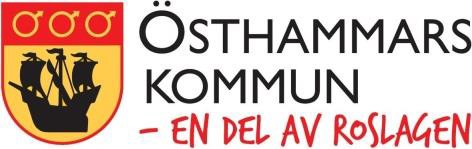 ÖSTHAMMARS
KOMMUN
– EN DEL AV ROSLAGEN